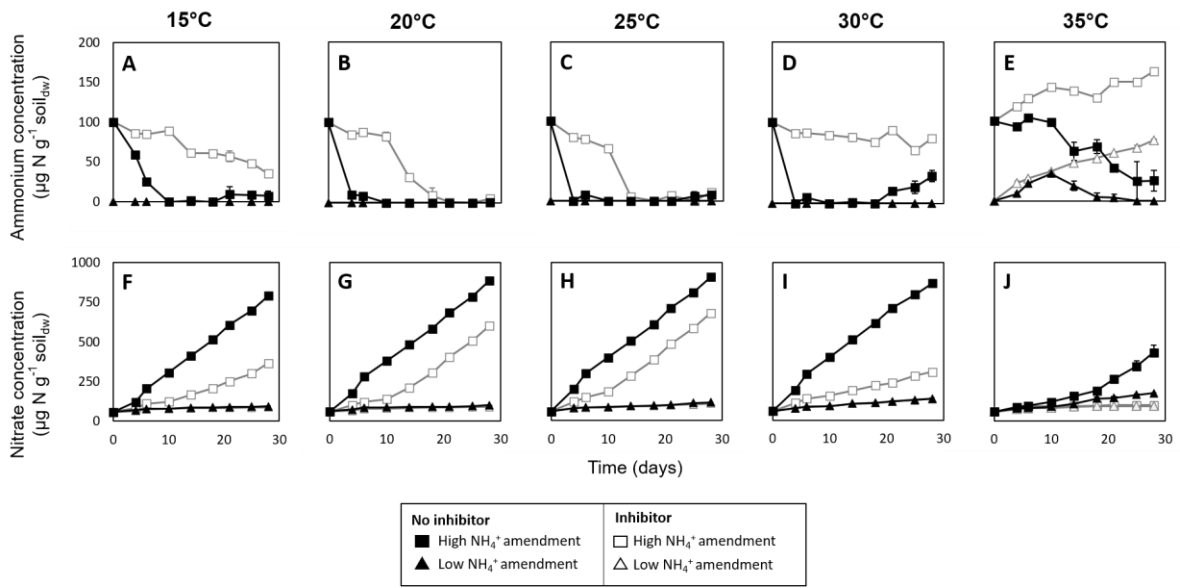 15°C 20°C 25°C 30°C 35°C
Ammonium concentration
(µg N g⁻¹ soil_dw)
200
150
100
50
0
A B C D E
Nitrate concentration
(µg N g⁻¹ soil_dw)
1000
750
500
250
0
F G H I J
0 10 20 30 0 10 20 30 0 10 20 30 0 10 20 30 0 10 20 30
Time (days)
No inhibitor Inhibitor
High NH₄⁺ amendment High NH₄⁺ amendment
Low NH₄⁺ amendment Low NH₄⁺ amendment